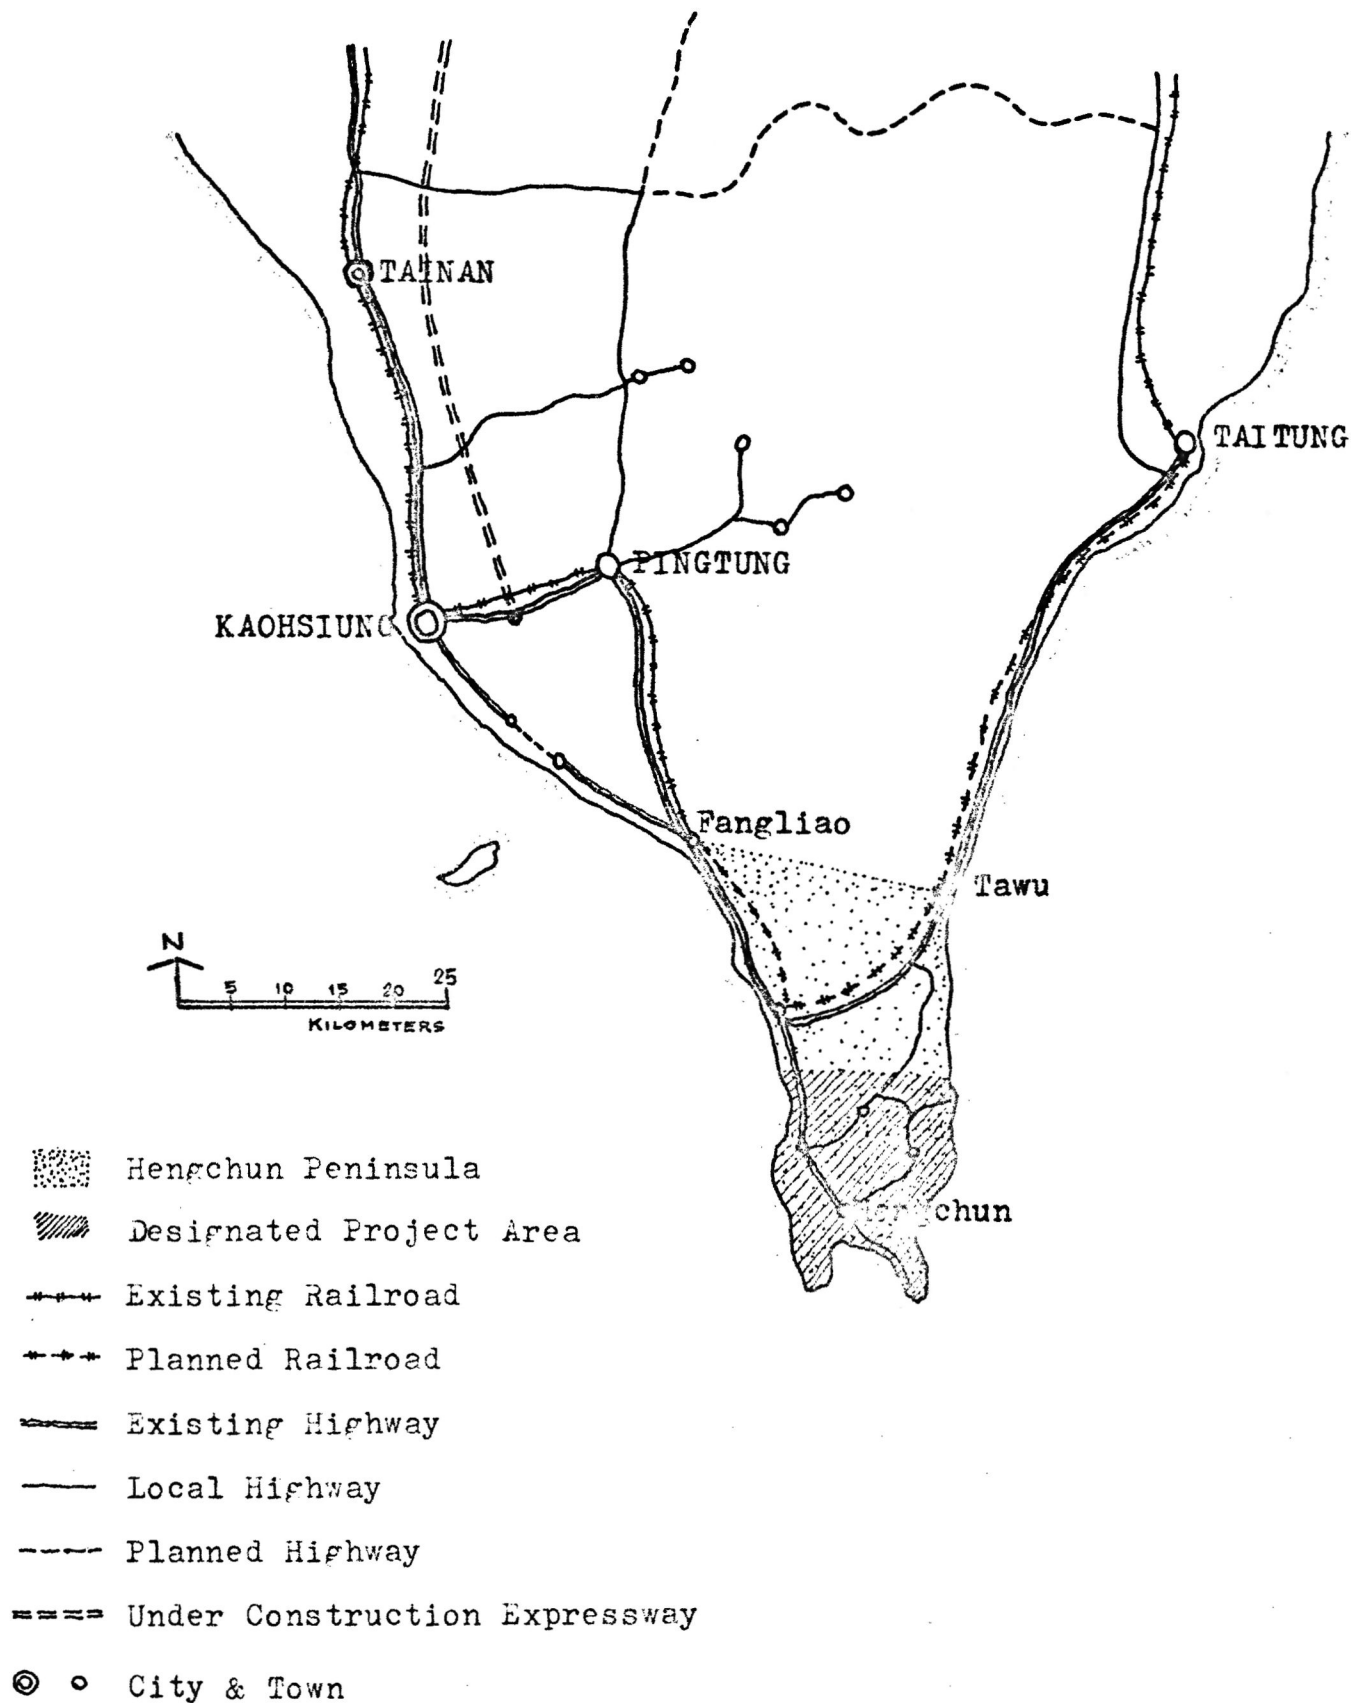 TAINAN
TAITUNG
PINGTUNG
KAOHSIUNG
Fangliao
Tawu
N
5 10 15 20 25
KILOMETERS
Hengchun Peninsula
Hengchun
Designated Project Area
Existing Railroad
Planned Railroad
Existing Highway
Local Highway
Planned Highway
Under Construction Expressway
City & Town